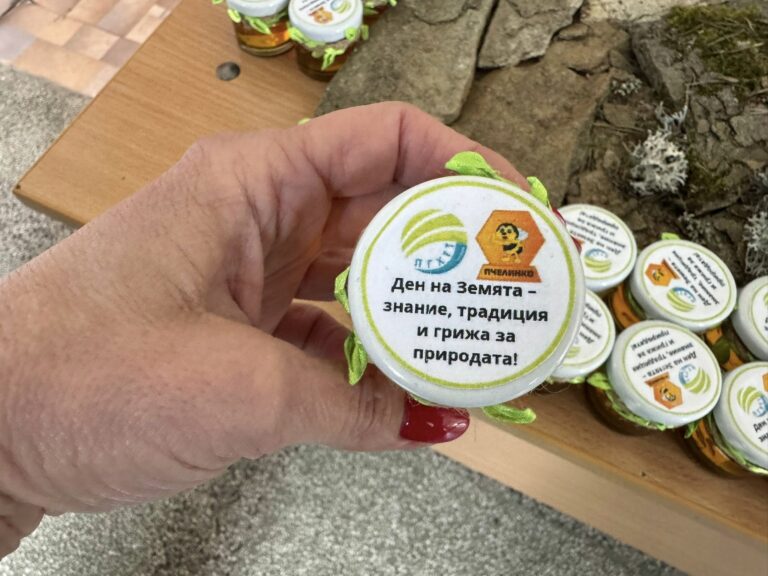 ПГХТТ
ПЧЕЛИНКО
Ден на Земята –
знание, традиция
и грижа за
природата!